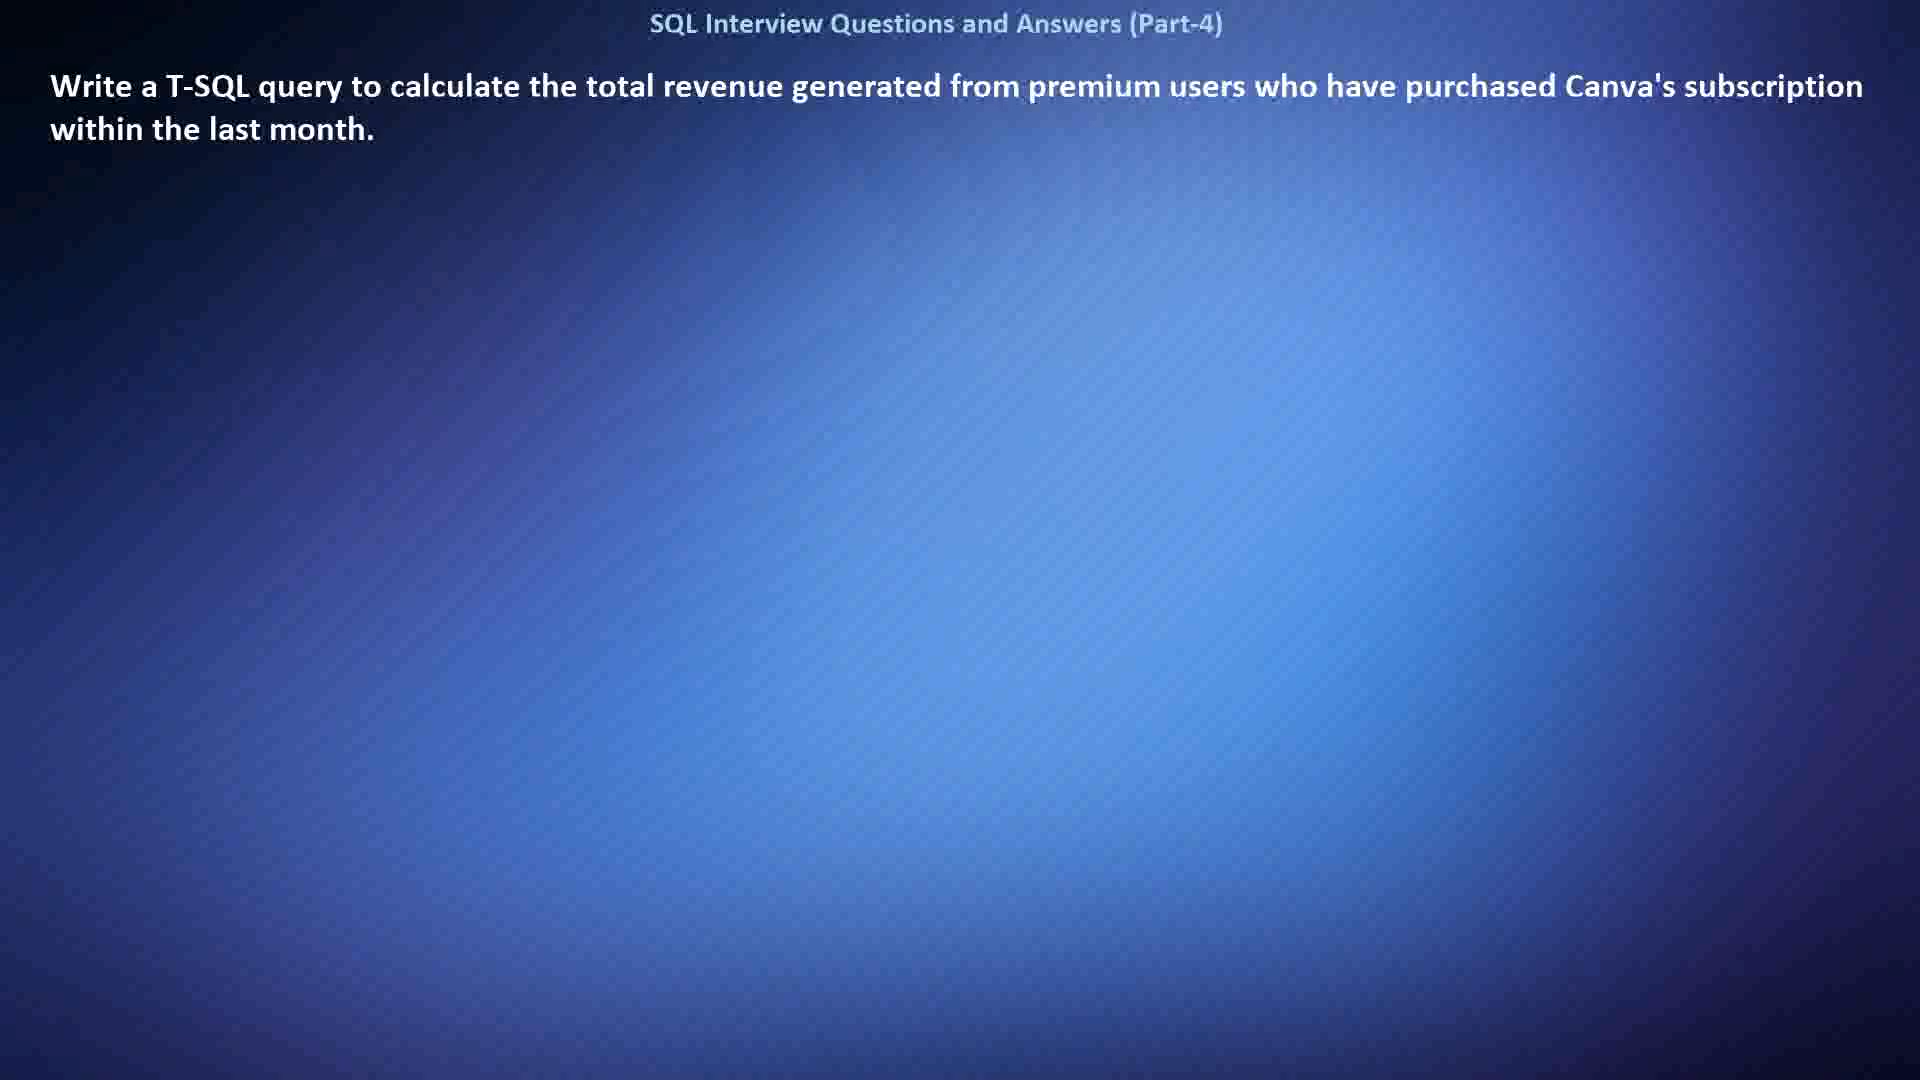 SQL Interview Questions and Answers (Part-4)
Write a T-SQL query to calculate the total revenue generated from premium users who have purchased Canva's subscription
within the last month.